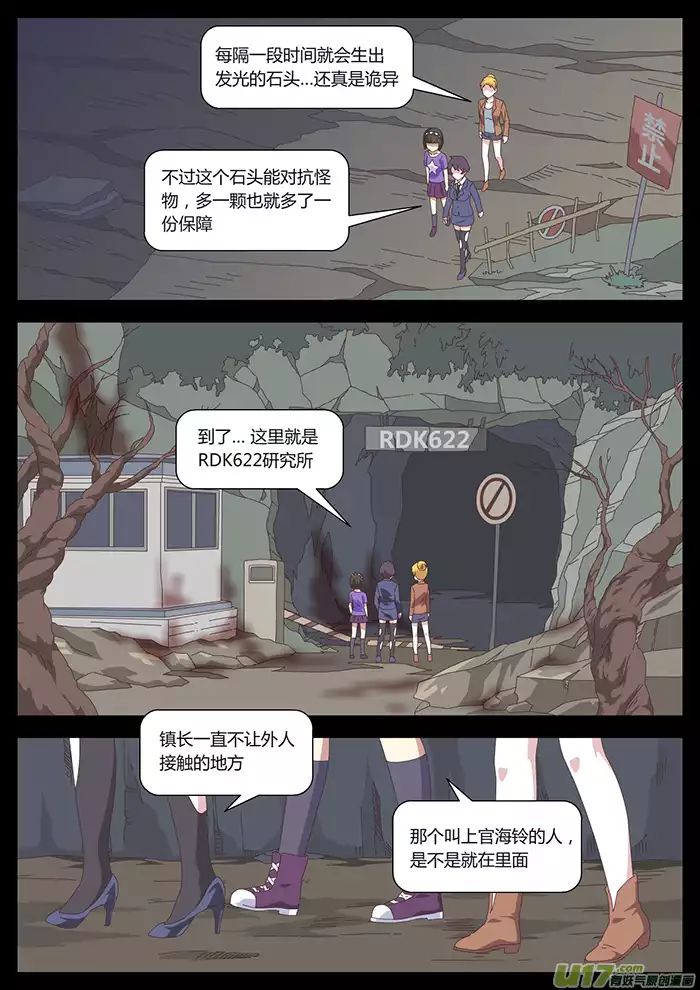 每隔一段时间就会生出
发光的石头…还真是诡异
禁止
不过这个石头能对抗怪
物，多一颗也就多了一
份保障
到了… 这里就是
RDK622研究所
RDK622
镇长一直不让外人
接触的地方
那个叫上官海铃的人，
是不是就在里面
U17.com
有妖气原创漫画